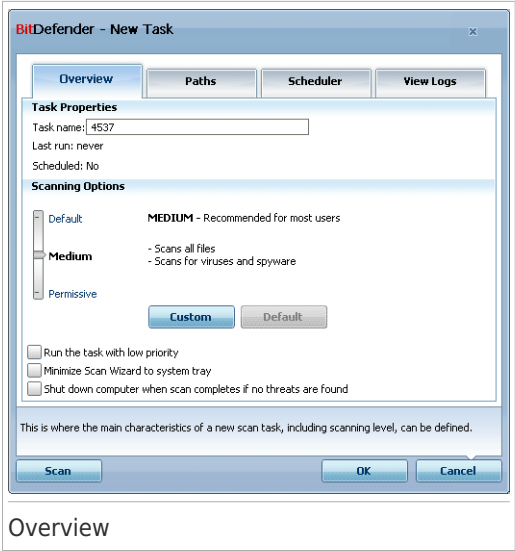 BitDefender - New Task
Overview Paths Scheduler View Logs
Task Properties
Task name: 4537
Last run: never
Scheduled: No
Scanning Options
Default
MEDIUM - Recommended for most users
- Scans all files
Medium
- Scans for viruses and spyware
Permissive
Custom Default
Run the task with low priority
Minimize Scan Wizard to system tray
Shut down computer when scan completes if no threats are found
This is where the main characteristics of a new scan task, including scanning level, can be defined.
Scan OK Cancel
Overview